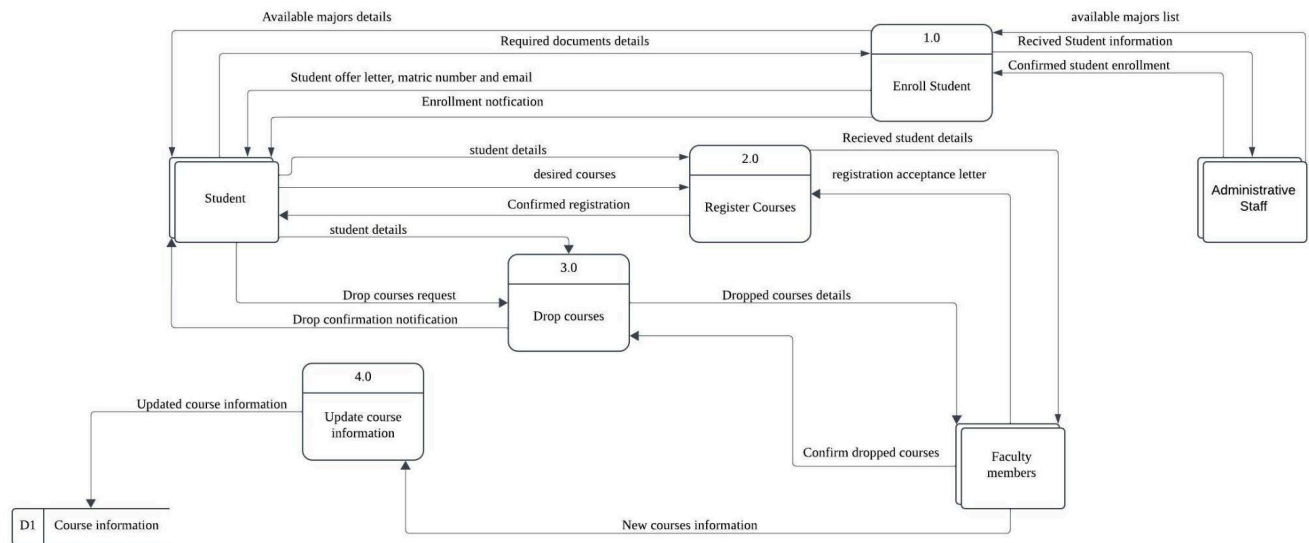 Available majors details
available majors list
Required documents details
1.0
Recived Student information
Student offer letter, matric number and email
Enroll Student
Confirmed student enrollment
Enrollment notfication
student details
2.0
Recieved student details
desired courses
registration acceptance letter
Student
Confirmed registration
Register Courses
Administrative
Staff
student details
3.0
Drop courses request
Drop courses
Dropped courses details
Drop confirmation notification
4.0
Updated course information
Update course
information
Confirm dropped courses
Faculty
members
D1
Course information
New courses information